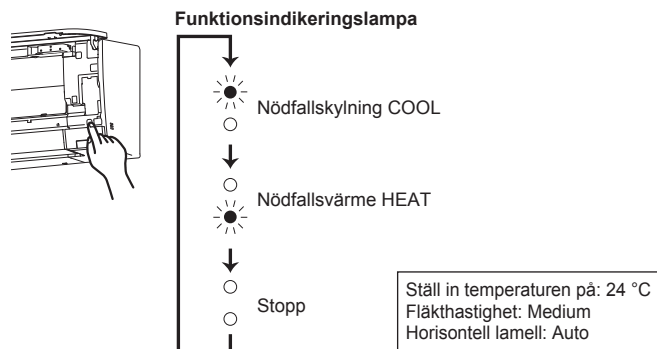 Funktionsindikeringslampa
Nödfallskylning COOL
Nödfallsvärme HEAT
Stopp
Ställ in temperaturen på: 24 °C
Fläkthastighet: Medium
Horisontell lamell: Auto